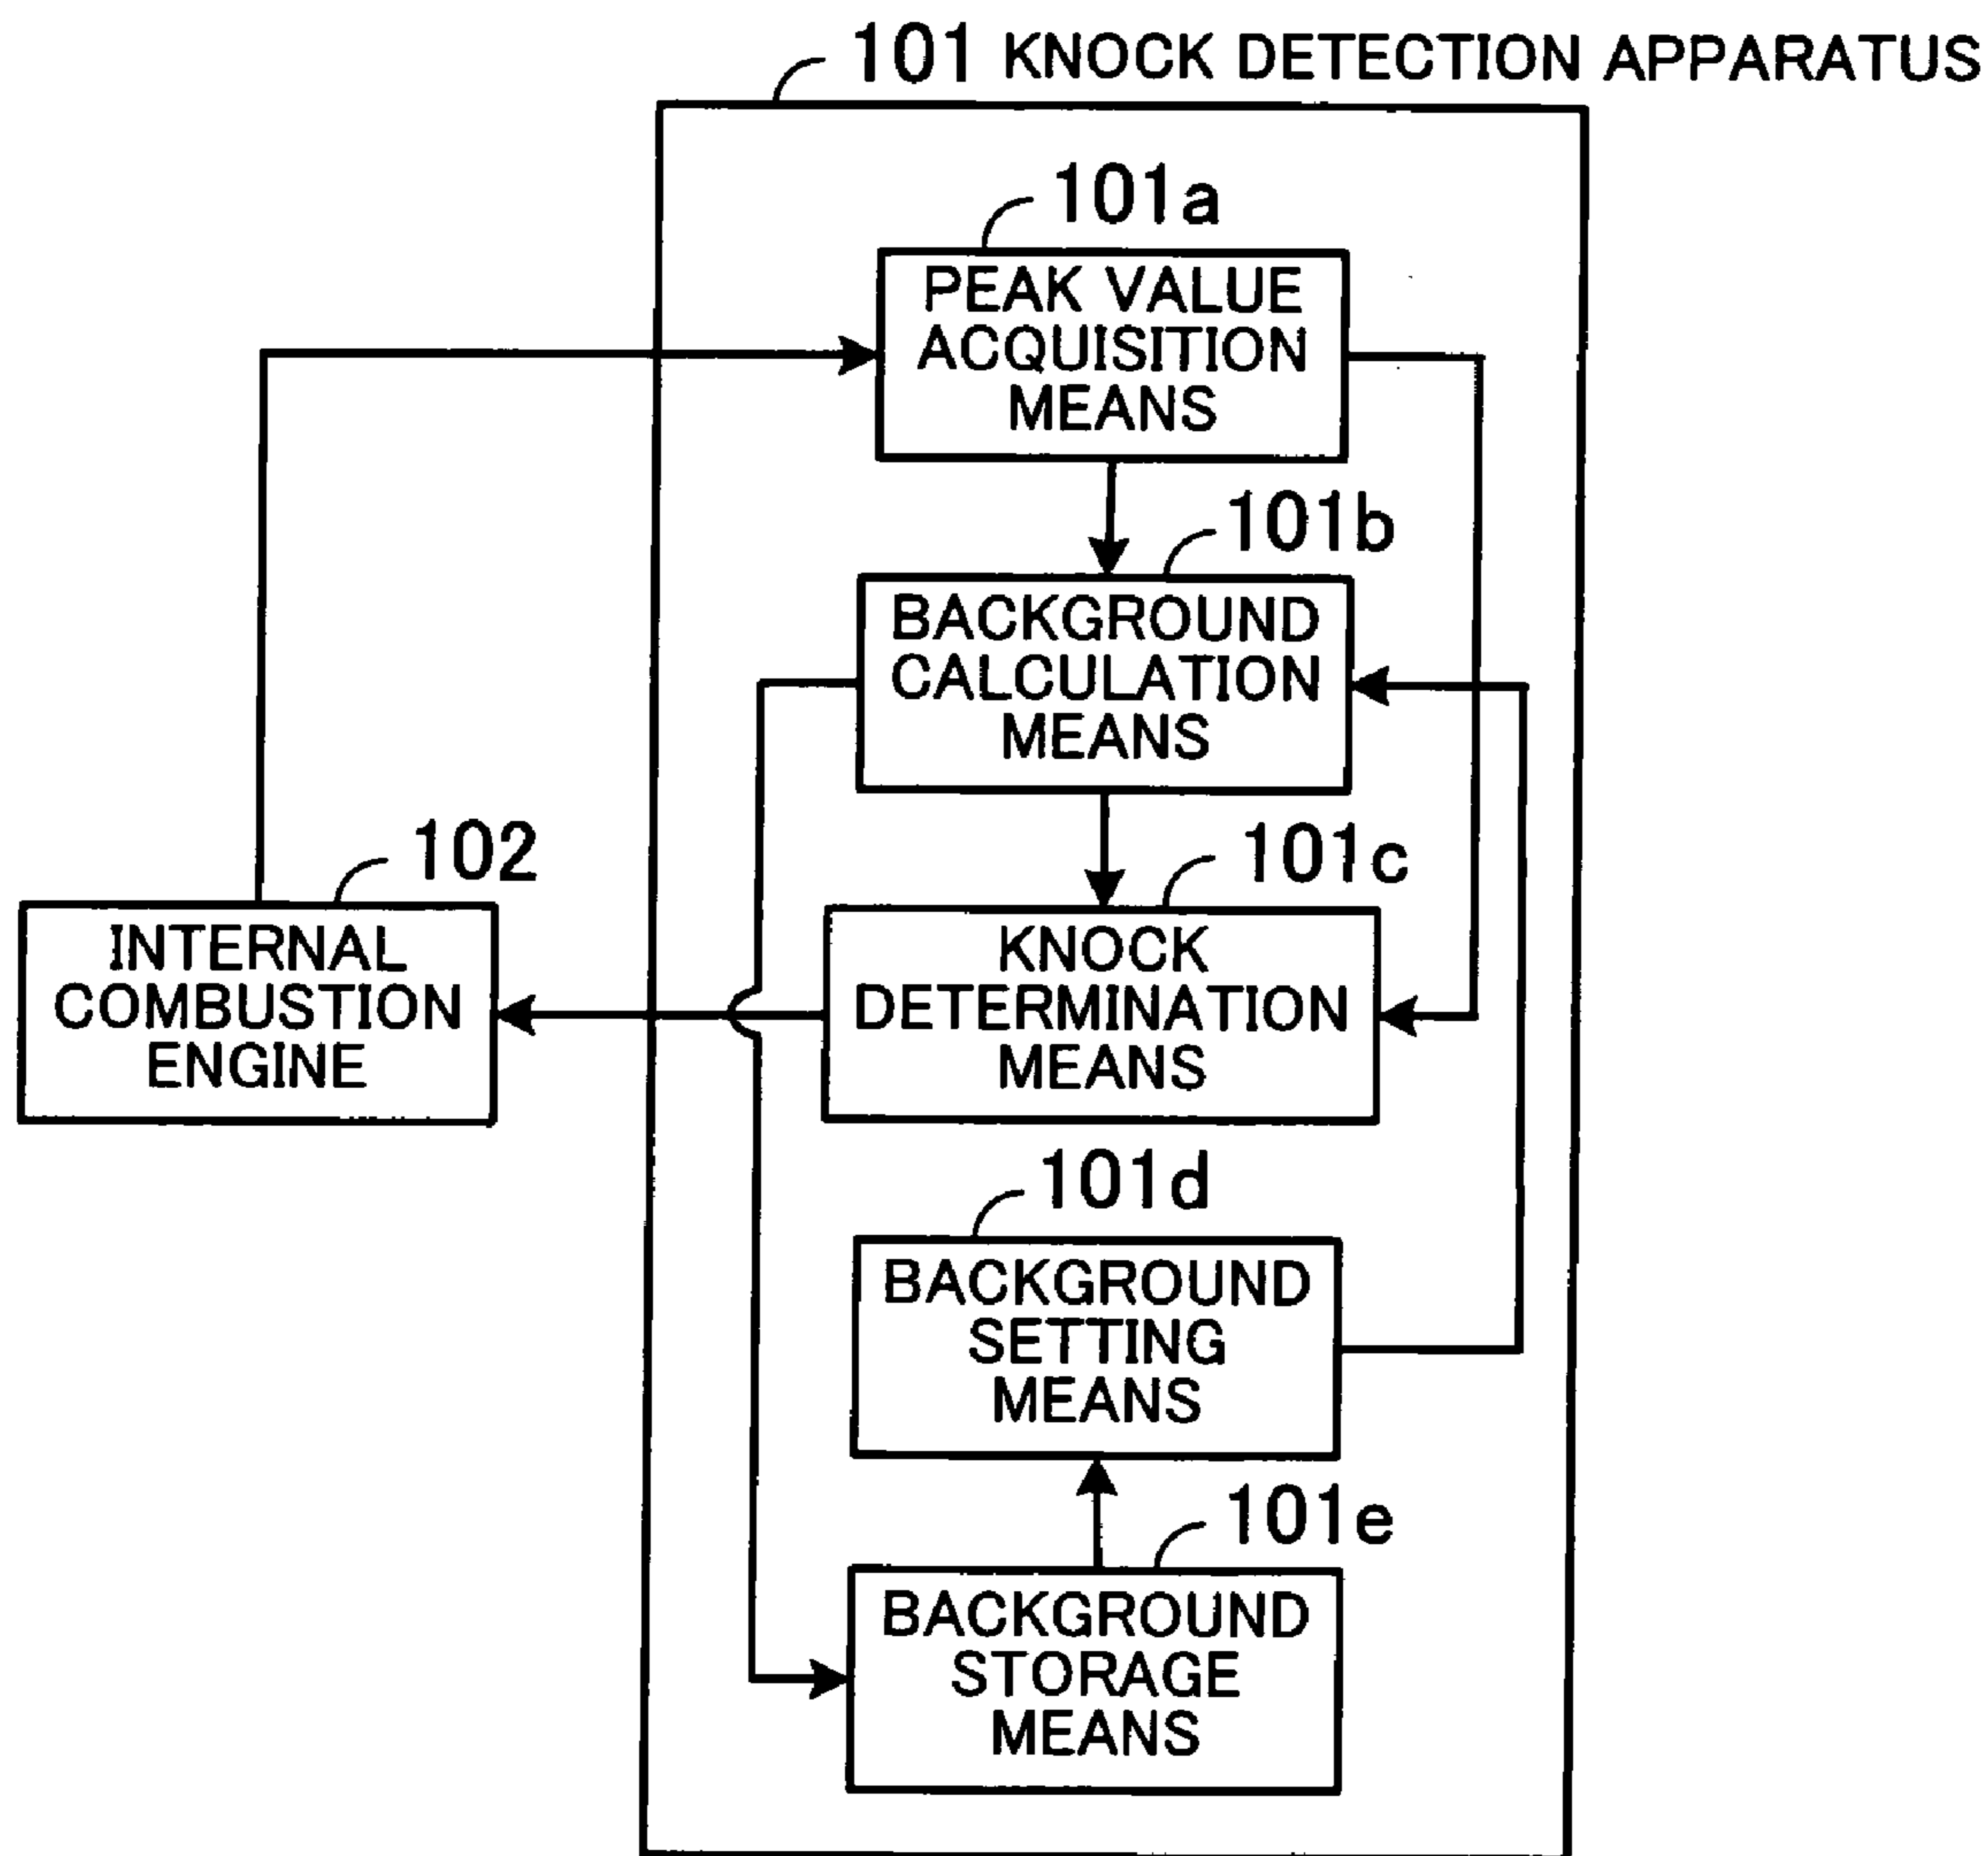 101 KNOCK DETECTION APPARATUS
101a
PEAK VALUE
ACQUISITION
MEANS
101b
BACKGROUND
CALCULATION
MEANS
102
INTERNAL
COMBUSTION
ENGINE
101c
KNOCK
DETERMINATION
MEANS
101d
BACKGROUND
SETTING
MEANS
101e
BACKGROUND
STORAGE
MEANS